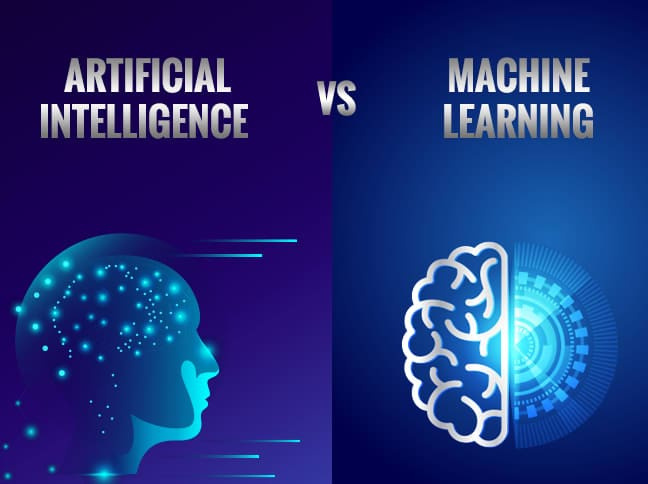 ARTIFICIAL
INTELLIGENCE
VS
MACHINE
LEARNING